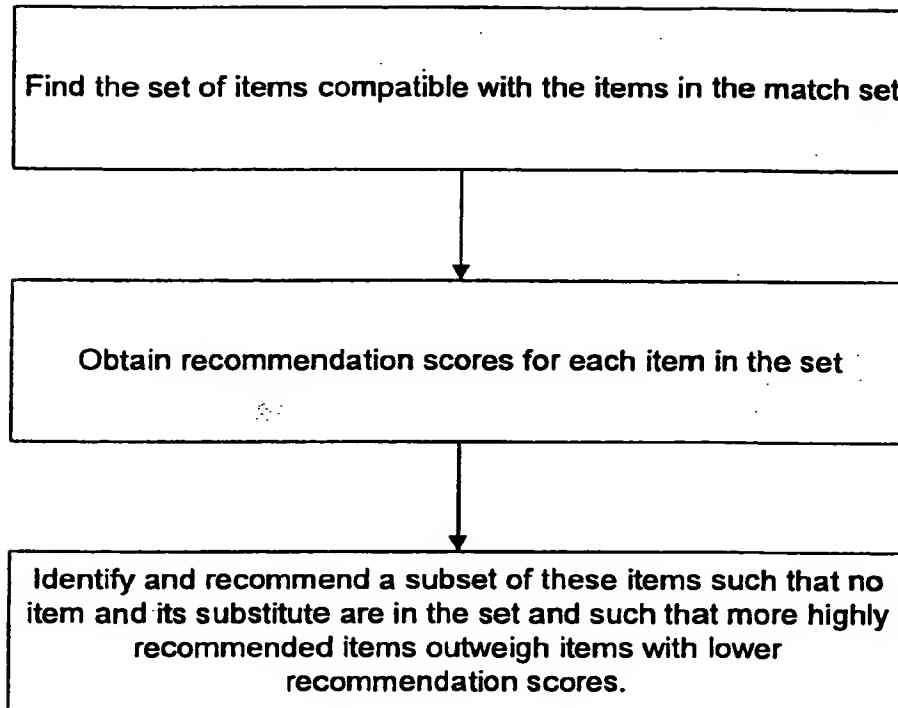 Find the set of items compatible with the items in the match set
Obtain recommendation scores for each item in the set
Identify and recommend a subset of these items such that no
item and its substitute are in the set and such that more highly
recommended items outweigh items with lower
recommendation scores.